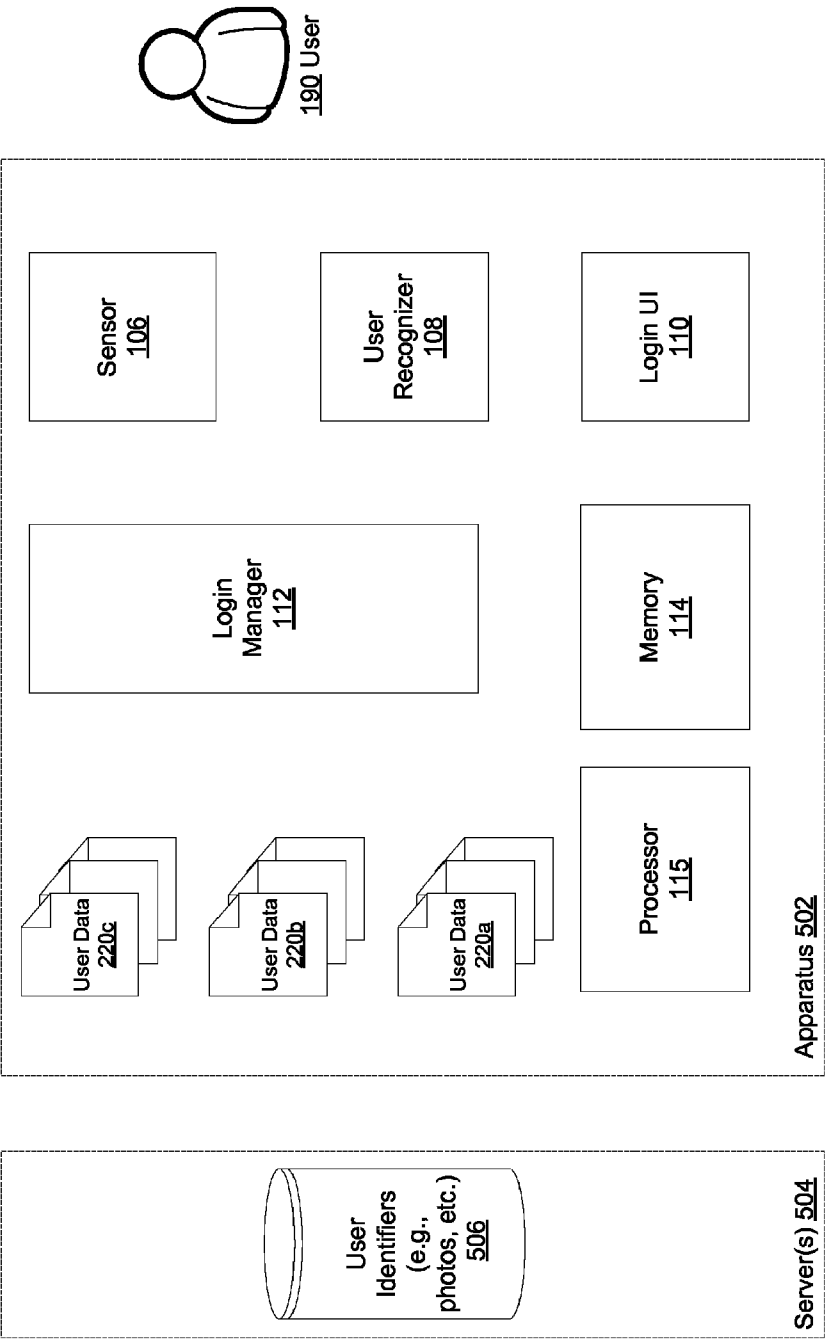 Server(s) 504
User
Identifiers
(e.g.,
photos, etc.)
506
Apparatus 502
User Data
220c
User Data
220b
User Data
220a
Processor
115
Login
Manager
112
Memory
114
Sensor
106
User
Recognizer
108
Login UI
110
190 User